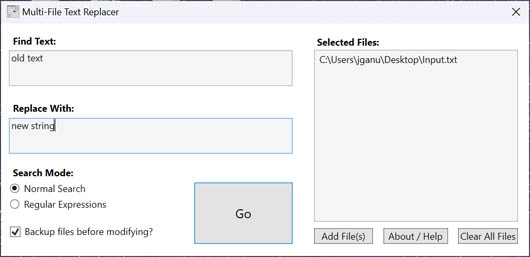 Multi-File Text Replacer
Find Text:
old text
Replace With:
new string
Search Mode:
Normal Search
Regular Expressions
Backup files before modifying?
Go
Selected Files:
C:\Users\jganu\Desktop\Input.txt
Add File(s)
About / Help
Clear All Files